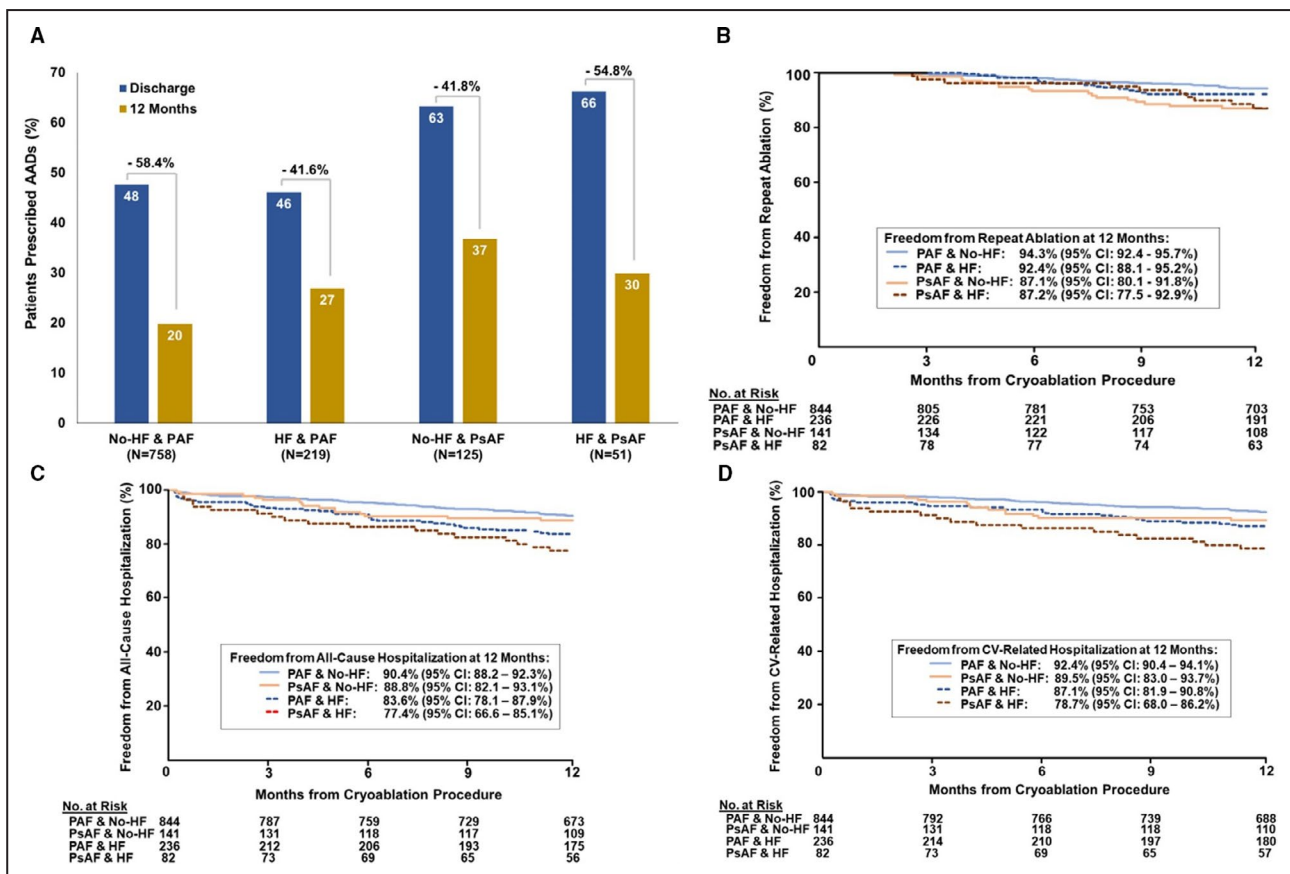 A
Patients Prescribed AADs (%)
70
60
50
40
30
20
10
0
Discharge
12 Months
- 58.4%
- 41.6%
- 41.8%
- 54.8%
48
20
46
27
63
37
66
30
No-HF & PAF
(N=758)
HF & PAF
(N=219)
No-HF & PsAF
(N=125)
HF & PsAF
(N=51)
B
Freedom from Repeat Ablation (%)
100
80
60
40
20
Freedom from Repeat Ablation at 12 Months:
PAF & No-HF: 94.3% (95% CI: 92.4 - 95.7%)
PAF & HF: 92.4% (95% CI: 88.1 - 95.2%)
PsAF & No-HF: 87.1% (95% CI: 80.1 - 91.8%)
PsAF & HF: 87.2% (95% CI: 77.5 - 92.9%)
0 3 6 9 12
Months from Cryoablation Procedure
No. at Risk
PAF & No-HF 844 805 781 753 703
PAF & HF 236 226 221 206 191
PsAF & No-HF 141 134 122 117 108
PsAF & HF 82 78 77 74 63
C
Freedom from All-Cause Hospitalization (%)
100
80
60
40
20
Freedom from All-Cause Hospitalization at 12 Months:
PAF & No-HF: 90.4% (95% CI: 88.2 – 92.3%)
PsAF & No-HF: 88.8% (95% CI: 82.1 – 93.1%)
PAF & HF: 83.6% (95% CI: 78.1 – 87.9%)
PsAF & HF: 77.4% (95% CI: 66.6 – 85.1%)
0 3 6 9 12
Months from Cryoablation Procedure
No. at Risk
PAF & No-HF 844 787 759 729 673
PsAF & No-HF 141 131 118 117 109
PAF & HF 236 212 206 193 175
PsAF & HF 82 73 69 65 56
D
Freedom from CV-Related Hospitalization (%)
100
80
60
40
20
Freedom from CV-Related Hospitalization at 12 Months:
PAF & No-HF: 92.4% (95% CI: 90.4 – 94.1%)
PsAF & No-HF: 89.5% (95% CI: 83.0 – 93.7%)
PAF & HF: 87.1% (95% CI: 81.9 – 90.8%)
PsAF & HF: 78.7% (95% CI: 68.0 – 86.2%)
0 3 6 9 12
Months from Cryoablation Procedure
No. at Risk
PAF & No-HF 844 792 766 739 688
PsAF & No-HF 141 131 118 118 110
PAF & HF 236 214 210 197 180
PsAF & HF 82 73 69 65 57